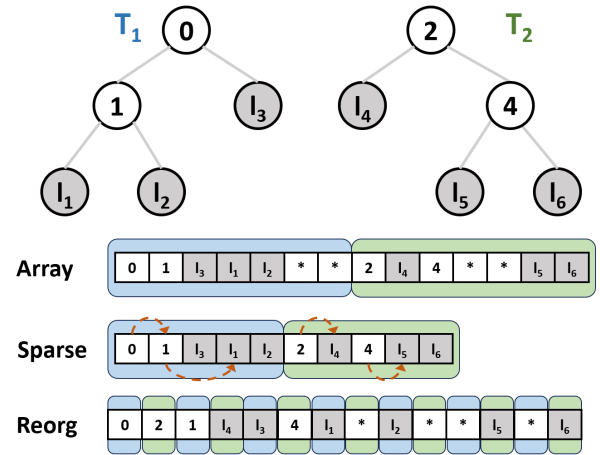 T1 0 2 T2
1 l3 l4 4
l1 l2 l5 l6
Array 0 1 l3 l1 l2 * * 2 l4 4 * * l5 l6
Sparse 0 1 l3 l1 l2 2 l4 4 l5 l6
Reorg 0 2 1 l4 l3 4 l1 * l2 * * l5 * l6